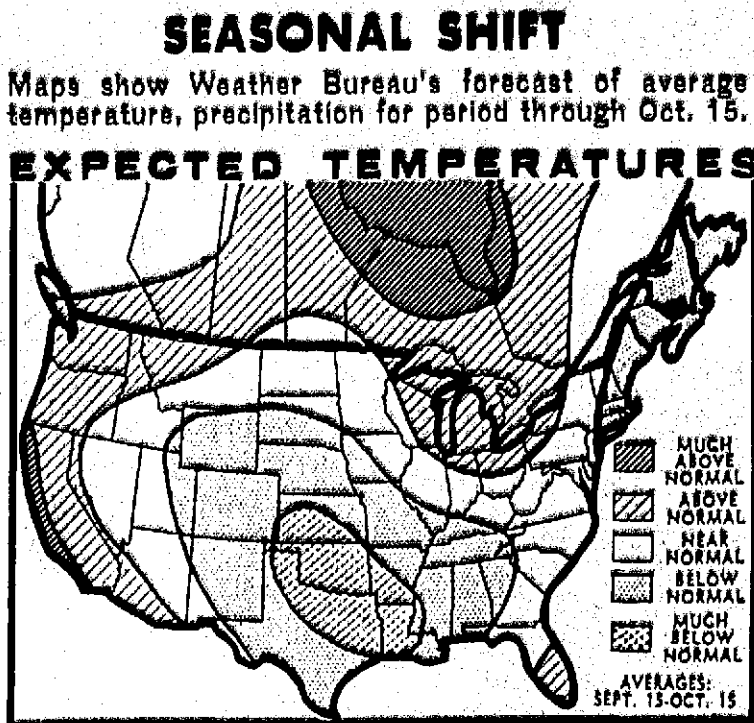 SEASONAL SHIFT
Maps show Weather Bureau's forecast of average
temperature, precipitation for period through Oct. 15.
EXPECTED TEMPERATURES
MUCH
ABOVE
NORMAL
ABOVE
NORMAL
NEAR
NORMAL
BELOW
NORMAL
MUCH
BELOW
NORMAL
AVERAGES:
SEPT. 15-OCT. 15